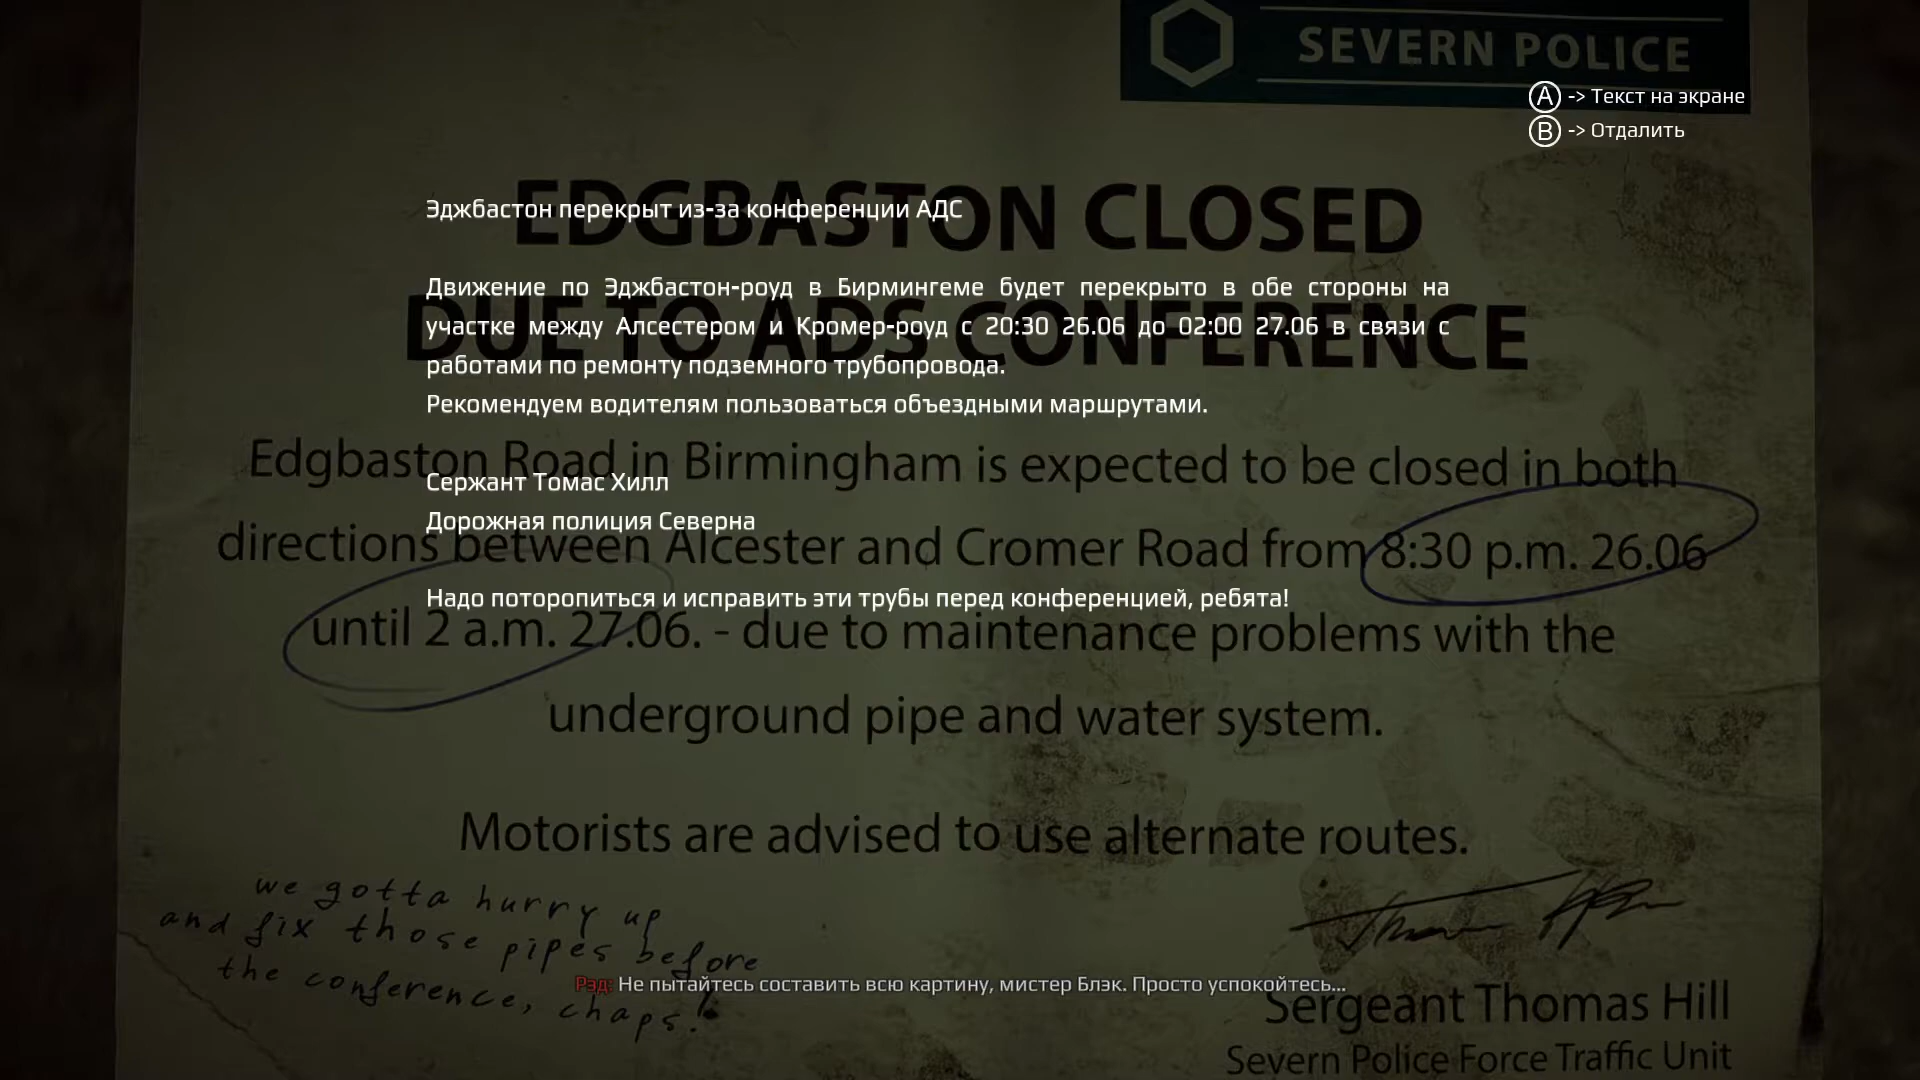 SEVERN POLICE
A -> Текст на экране
B -> Отдалить
EDGBASTON CLOSED
DUE TO ADS CONFERENCE
Эджбастон перекрыт из-за конференции АДС
Движение по Эджбастон-роуд в Бирмингеме будет перекрыто в обе стороны на
участке между Алсестером и Кромер-роуд с 20:30 26.06 до 02:00 27.06 в связи с
работами по ремонту подземного трубопровода.
Рекомендуем водителям пользоваться объездными маршрутами.
Сержант Томас Хилл
Дорожная полиция Северна
Надо поторопиться и исправить эти трубы перед конференцией, ребята!
Edgbaston Road in Birmingham is expected to be closed in both
directions between Alcester and Cromer Road from 8:30 p.m. 26.06
until 2 a.m. 27.06. - due to maintenance problems with the
underground pipe and water system.
Motorists are advised to use alternate routes.
we gotta hurry up
and fix those pipes before
the conference, chaps!
Рэд: Не пытайтесь составить всю картину, мистер Блэк. Просто успокойтесь...
Sergeant Thomas Hill
Severn Police Force Traffic Unit